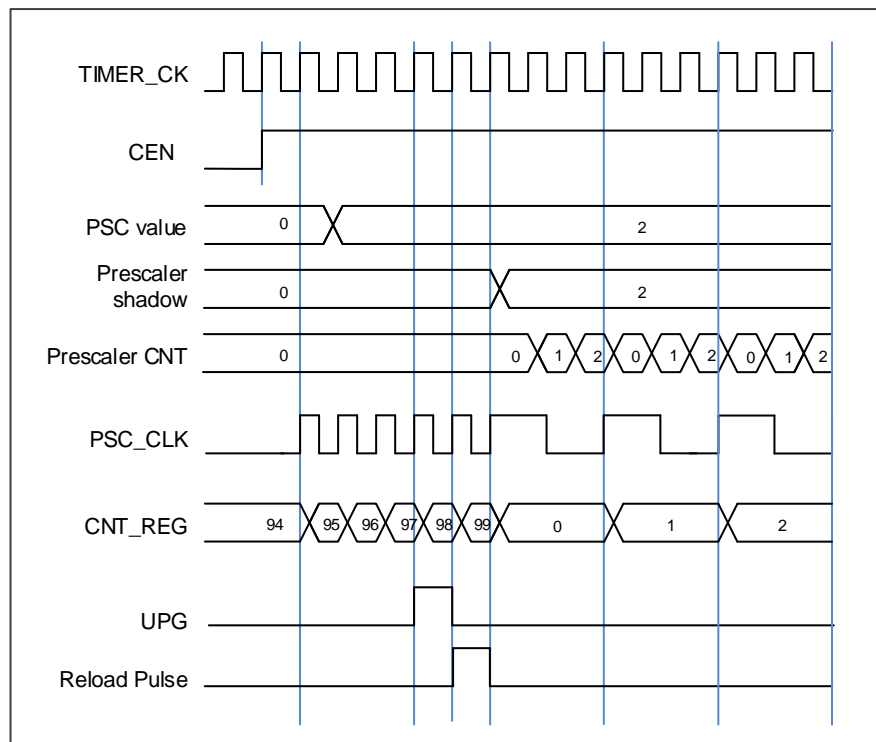 TIMER_CK
CEN
PSC value 0 2
Prescaler
shadow 0 2
Prescaler CNT 0 0 1 2 0 1 2 0 1 2
PSC_CLK
CNT_REG 94 95 96 97 98 99 0 1 2
UPG
Reload Pulse